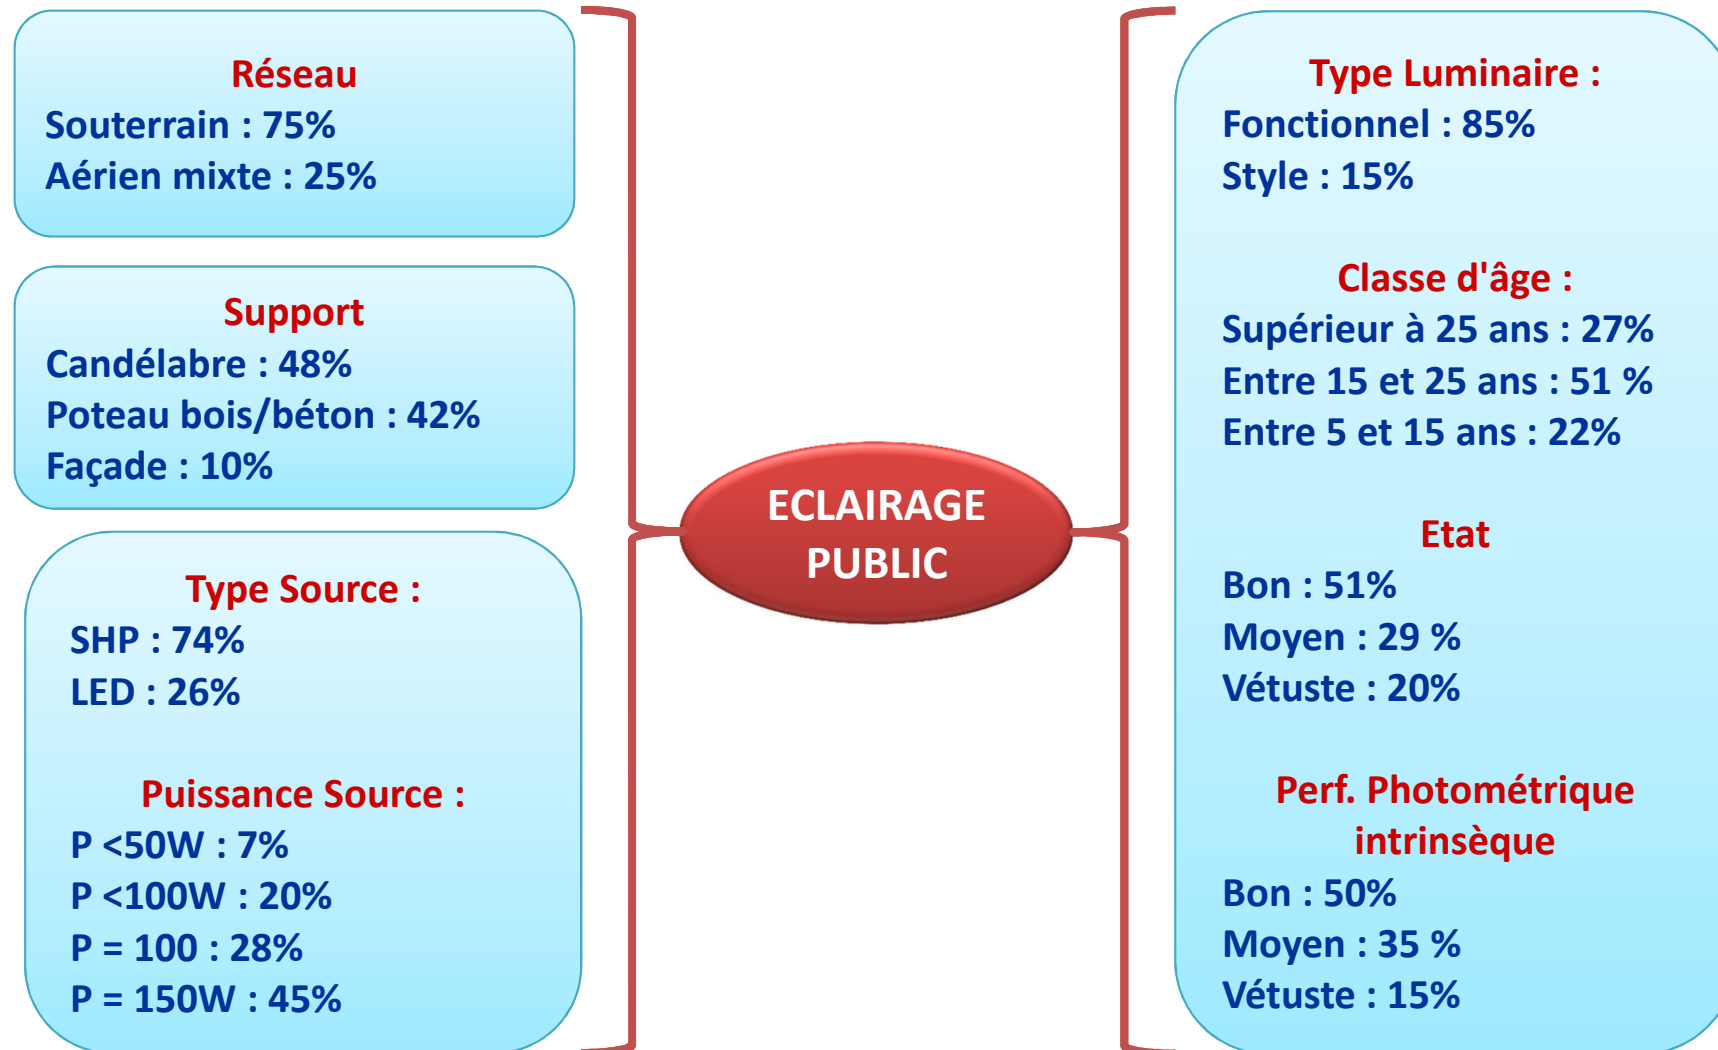 Réseau
Souterrain : 75%
Aérien mixte : 25%
Support
Candélabre : 48%
Poteau bois/béton : 42%
Façade : 10%
Type Source :
SHP : 74%
LED : 26%
Puissance Source :
P <50W : 7%
P <100W : 20%
P = 100 : 28%
P = 150W : 45%
ECLAIRAGE
PUBLIC
Type Luminaire :
Fonctionnel : 85%
Style : 15%
Classe d'âge :
Supérieur à 25 ans : 27%
Entre 15 et 25 ans : 51 %
Entre 5 et 15 ans : 22%
Etat
Bon : 51%
Moyen : 29 %
Vétuste : 20%
Perf. Photométrique
intrinsèque
Bon : 50%
Moyen : 35 %
Vétuste : 15%